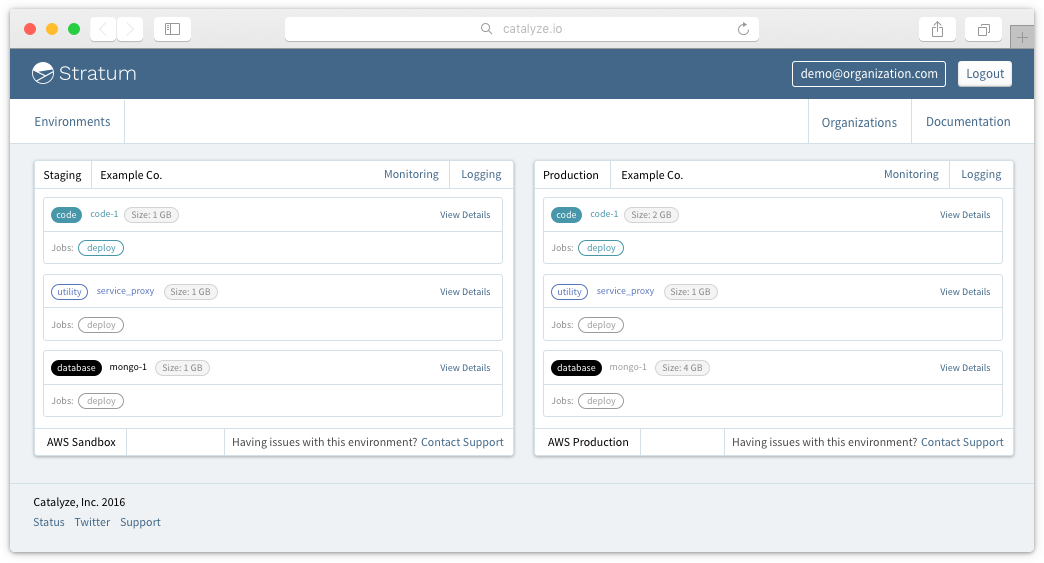 catalyze.io
Stratum
demo@organization.com Logout
Environments Organizations Documentation
Staging Example Co. Monitoring Logging
code code-1 Size: 1 GB View Details
Jobs: deploy
utility service_proxy Size: 1 GB View Details
Jobs: deploy
database mongo-1 Size: 1 GB View Details
Jobs: deploy
AWS Sandbox Having issues with this environment? Contact Support
Production Example Co. Monitoring Logging
code code-1 Size: 2 GB View Details
Jobs: deploy
utility service_proxy Size: 1 GB View Details
Jobs: deploy
database mongo-1 Size: 4 GB View Details
Jobs: deploy
AWS Production Having issues with this environment? Contact Support
Catalyze, Inc. 2016
Status Twitter Support